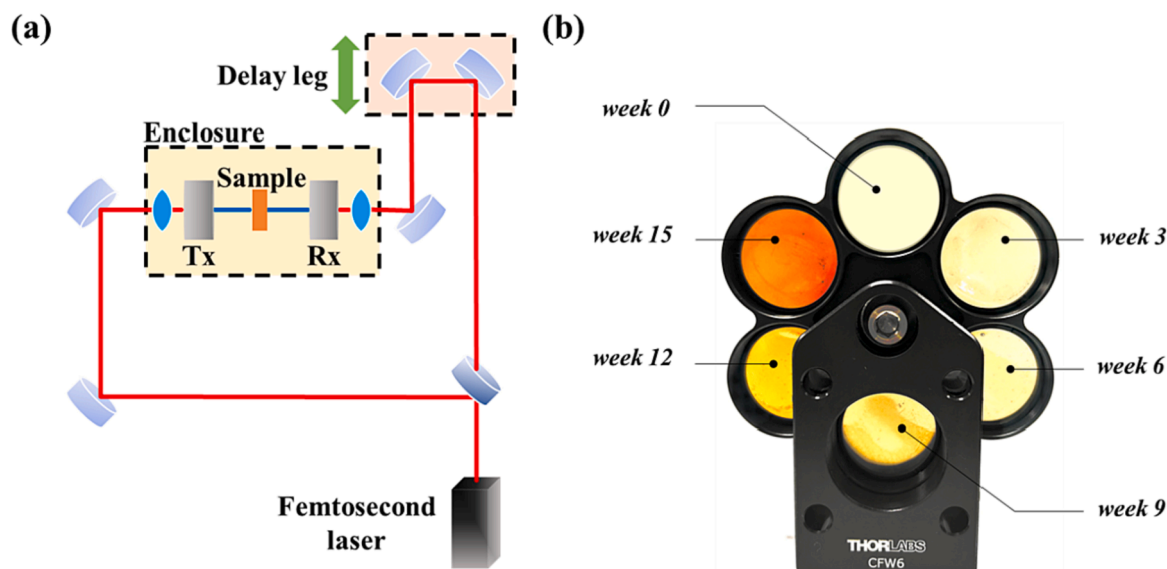 (a)
Delay leg
Enclosure
Sample
Tx
Rx
Femtosecond
laser
(b)
week 0
week 15
week 3
week 12
week 6
week 9
THORLABS
CFW6